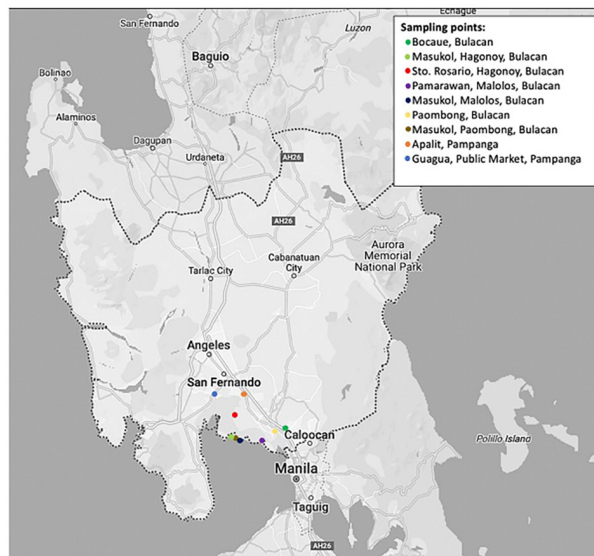 San Fernando
Luzon
Echague
Baguio
Bolinao
Alaminos
Dagupan
Urdaneta
AH26
AH26
Aurora
Memorial
National Park
Cabanatuan
City
Tarlac City
Angeles
San Fernando
Caloocan
Polillo Island
Manila
Taguig
AH26
Sampling points:
Bocaue, Bulacan
Masukol, Hagonoy, Bulacan
Sto. Rosario, Hagonoy, Bulacan
Pamarawan, Malolos, Bulacan
Masukol, Malolos, Bulacan
Paombong, Bulacan
Masukol, Paombong, Bulacan
Apalit, Pampanga
Guagua, Public Market, Pampanga